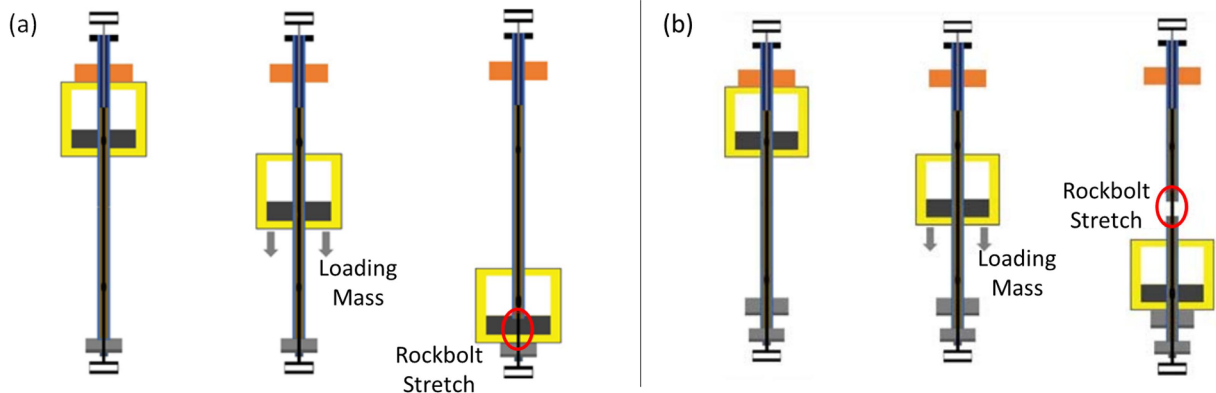 (a)
Loading
Mass
Rockbolt
Stretch
(b)
Rockbolt
Stretch
Loading
Mass